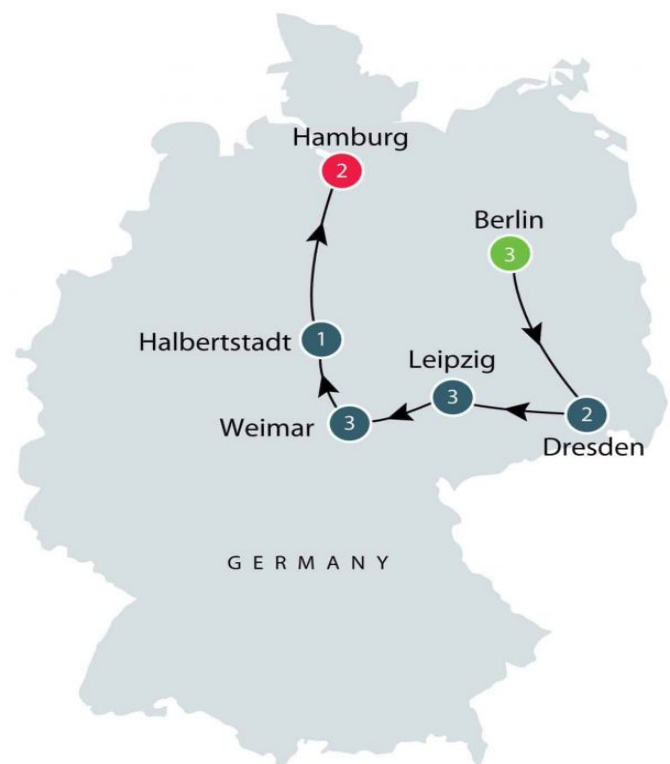 Hamburg
2
Berlin
3
Halbertstadt
1
Leipzig
3
Weimar
3
2
Dresden
GERMANY